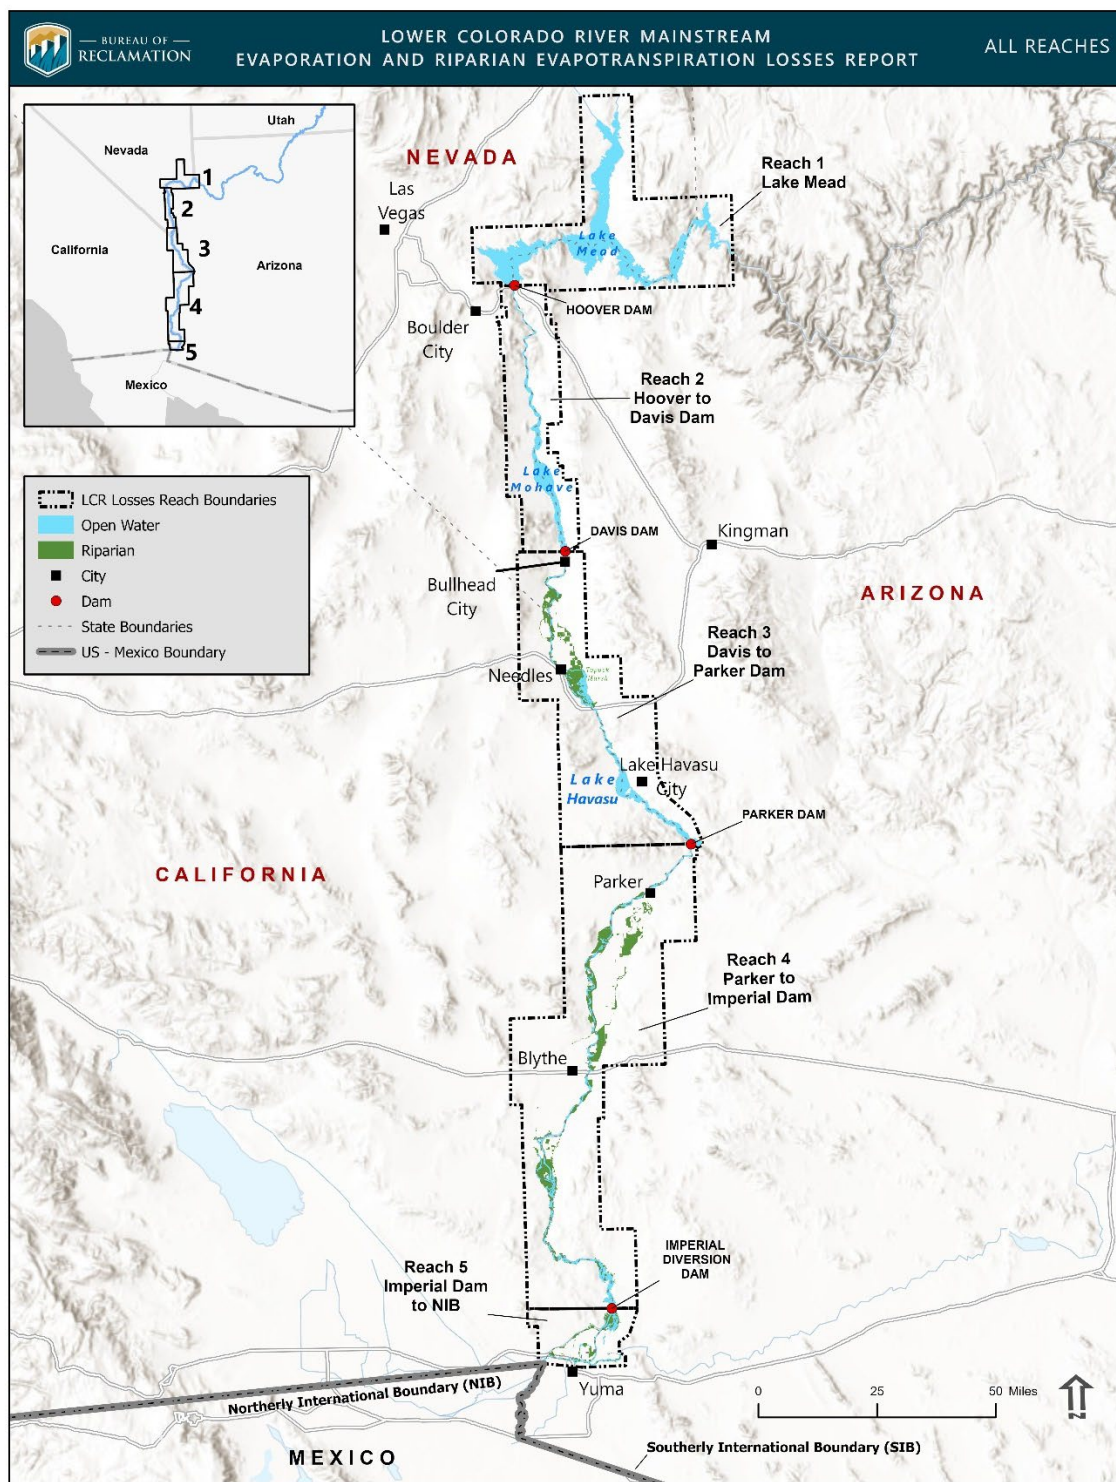 BUREAU OF
RECLAMATION
LOWER COLORADO RIVER MAINSTREAM
EVAPORATION AND RIPARIAN EVAPOTRANSPIRATION LOSSES REPORT
ALL REACHES
Utah
Nevada
1
2
California
3
Arizona
4
5
Mexico
NEVADA
Las
Vegas
Reach 1
Lake Mead
Lake
Mead
HOOVER DAM
Boulder
City
Reach 2
Hoover to
Davis Dam
Lake
Mohave
LCR Losses Reach Boundaries
Open Water
Riparian
City
Dam
State Boundaries
US - Mexico Boundary
DAVIS DAM
Kingman
Bullhead
City
ARIZONA
Reach 3
Davis to
Parker Dam
Needles
Topock
Marsh
Lake Havasu
City
Lake
Havasu
PARKER DAM
CALIFORNIA
Parker
Reach 4
Parker to
Imperial Dam
Blythe
IMPERIAL
DIVERSION
DAM
Reach 5
Imperial Dam
to NIB
Yuma
Northerly International Boundary (NIB)
0 25 50 Miles
N
MEXICO
Southerly International Boundary (SIB)